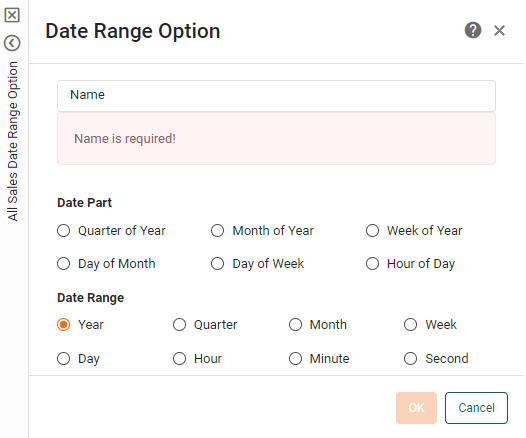 Date Range Option
All Sales Date Range Option
Name
Name is required!
Date Part
Quarter of Year Month of Year Week of Year
Day of Month Day of Week Hour of Day
Date Range
Year Quarter Month Week
Day Hour Minute Second
OK Cancel